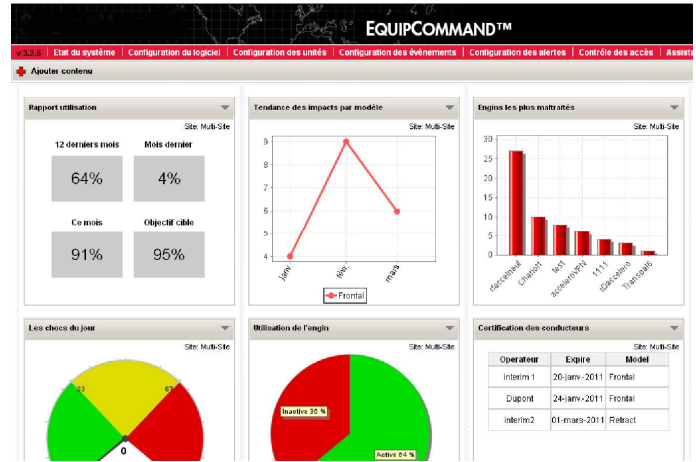 EQUIPCOMMAND™
v 3.2.6 | Etat du système | Configuration du logiciel | Configuration des unités | Configuration des évènements | Configuration des alertes | Contrôle des accès | Assist
Ajouter contenu
Rapport utilisation
Site: Multi-Site
12 derniers mois Mois dernier
64% 4%
Ce mois Objectif cible
91% 95%
Tendance des impacts par modèle
Site: Multi-Site
9
8
7
6
5
4
janv. févr. mars
Frontal
Engins les plus maltraités
Site: Multi-Site
30
25
20
15
10
5
0
test acceleroVPN 1111 Transpal6
Les chocs du jour
Site: Multi-Site
33 67
0
Utilisation de l'engin
Site: Multi-Site
Inactive 36 %
Active 64 %
Certification des conducteurs
Site: Multi-Site
Operateur Expire Model
interim 1 20-janv.-2011 Frontal
Dupont 24-janv.-2011 Frontal
Interim2 01-mars-2011 Retract